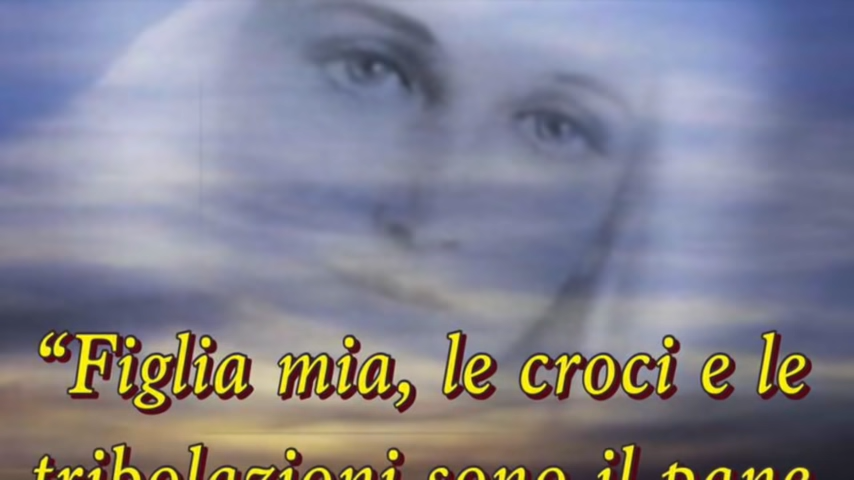 “Figlia mia, le croci e le
tribolazioni sono il pane